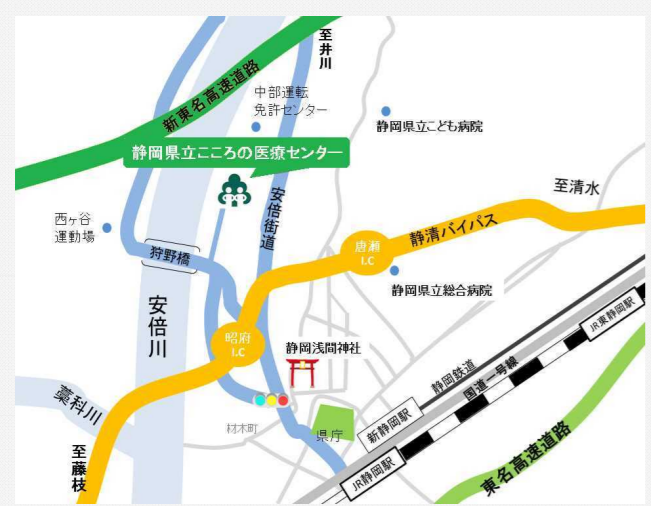 至井川
新東名高速道路
中部運転
免許センター
静岡県立こども病院
静岡県立こころの医療センター
至清水
安倍街道
西ヶ谷
運動場
静清バイパス
唐瀬
I.C
狩野橋
静岡県立総合病院
安倍川
JR東静岡駅
昭府
I.C
静岡浅間神社
静岡鉄道
国道一号線
藁科川
材木町
県庁
新静岡駅
至藤枝
JR静岡駅
東名高速道路